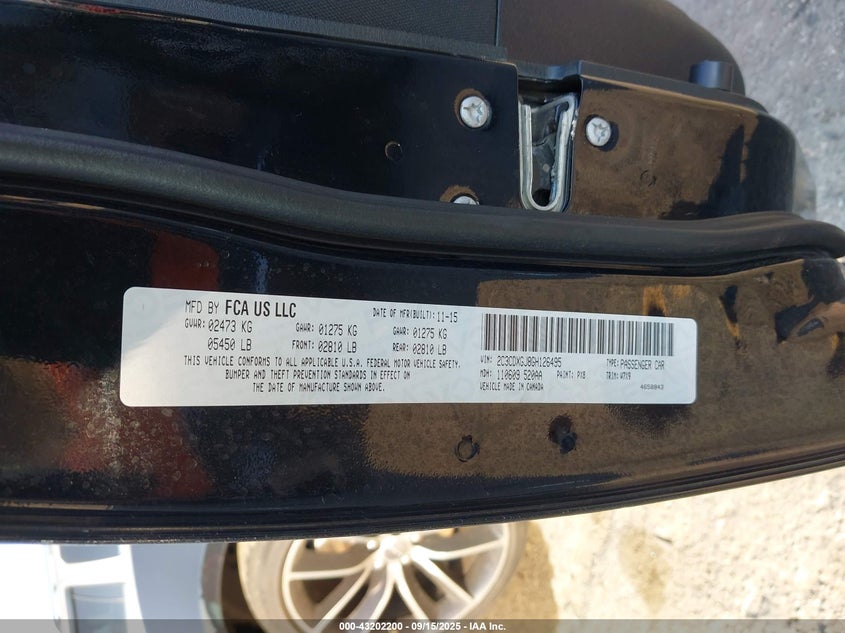 MFD BY FCA US LLC
DATE OF MFR(BUILT): 11-15
GVWR: 02473 KG GAWR: 01275 KG GAWR: 01275 KG
05450 LB FRONT: 02810 LB REAR: 02810 LB
THIS VEHICLE CONFORMS TO ALL APPLICABLE U.S.A. FEDERAL MOTOR VEHICLE SAFETY,
BUMPER AND THEFT PREVENTION STANDARDS IN EFFECT ON
THE DATE OF MANUFACTURE SHOWN ABOVE.
VIN: 2C3CDXGJ8GH126495 TYPE: PASSENGER CAR
MDH: 110609 520AA PAINT: PX8 TRIM: W7X9
VEHICLE MADE IN CANADA 4650843
000-43202200 - 09/15/2025 - IAA Inc.